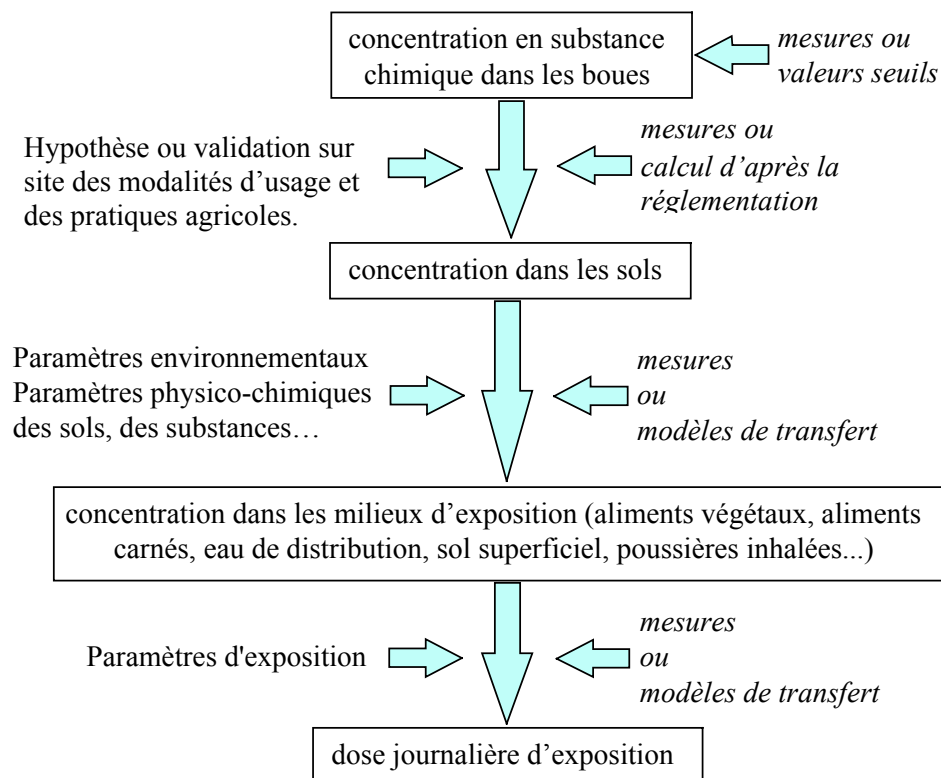 concentration en substance
chimique dans les boues
mesures ou
valeurs seuils
Hypothèse ou validation sur
site des modalités d’usage et
des pratiques agricoles.
mesures ou
calcul d’après la
réglementation
concentration dans les sols
Paramètres environnementaux
Paramètres physico-chimiques
des sols, des substances…
mesures
ou
modèles de transfert
concentration dans les milieux d’exposition (aliments végétaux, aliments
carnés, eau de distribution, sol superficiel, poussières inhalées...)
Paramètres d'exposition
mesures
ou
modèles de transfert
dose journalière d’exposition